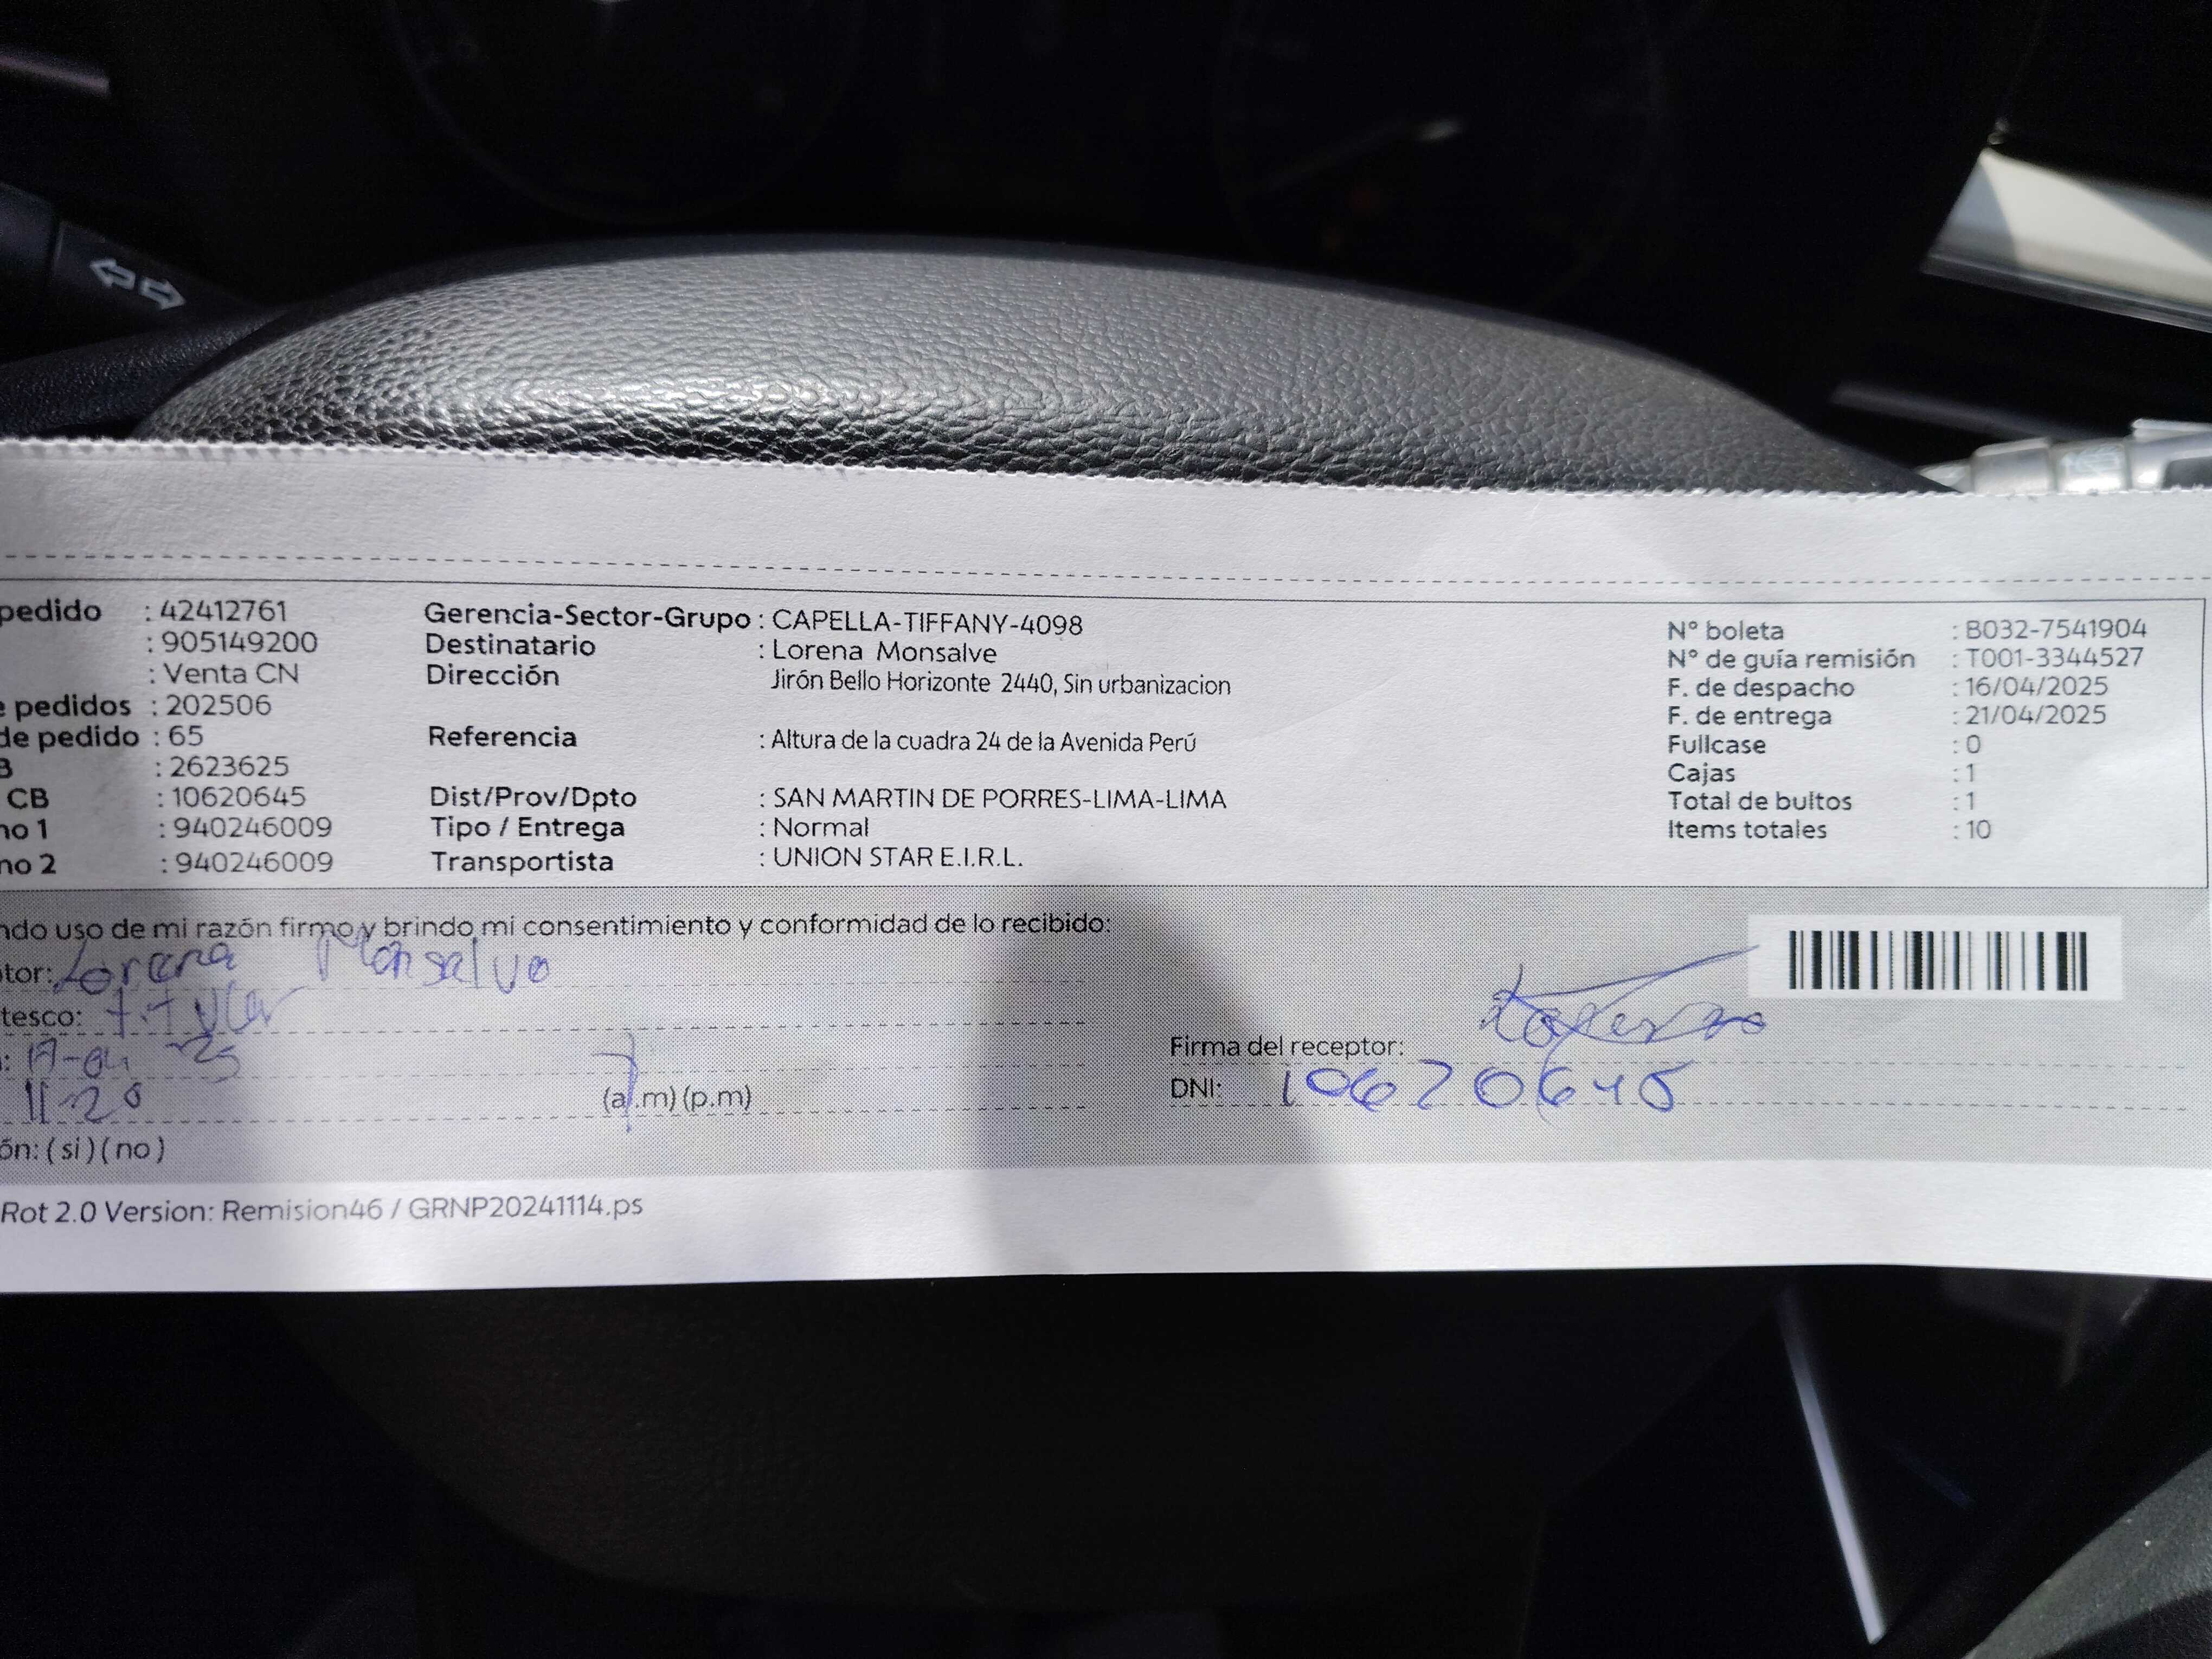 pedido : 42412761 Gerencia-Sector-Grupo : CAPELLA-TIFFANY-4098 N° boleta : B032-7541904
: 905149200 Destinatario : Lorena Monsalve N° de guía remisión : T001-3344527
: Venta CN Dirección Jirón Bello Horizonte 2440, Sin urbanizacion F. de despacho : 16/04/2025
e pedidos : 202506 F. de entrega : 21/04/2025
de pedido : 65 Referencia : Altura de la cuadra 24 de la Avenida Perú Fullcase : 0
B : 2623625 Cajas : 1
CB : 10620645 Dist/Prov/Dpto : SAN MARTIN DE PORRES-LIMA-LIMA Total de bultos : 1
no 1 : 940246009 Tipo / Entrega : Normal Items totales : 10
no 2 : 940246009 Transportista : UNION STAR E.I.R.L.
ndo uso de mi razón firmo y brindo mi consentimiento y conformidad de lo recibido:
tor: Lorena Monsalve
tesco: titular
: 17-04-25 Firma del receptor:
11 20 (a.m) (p.m) DNI: 10620645
ón: (si) (no)
Rot 2.0 Version: Remision46 / GRNP20241114.ps